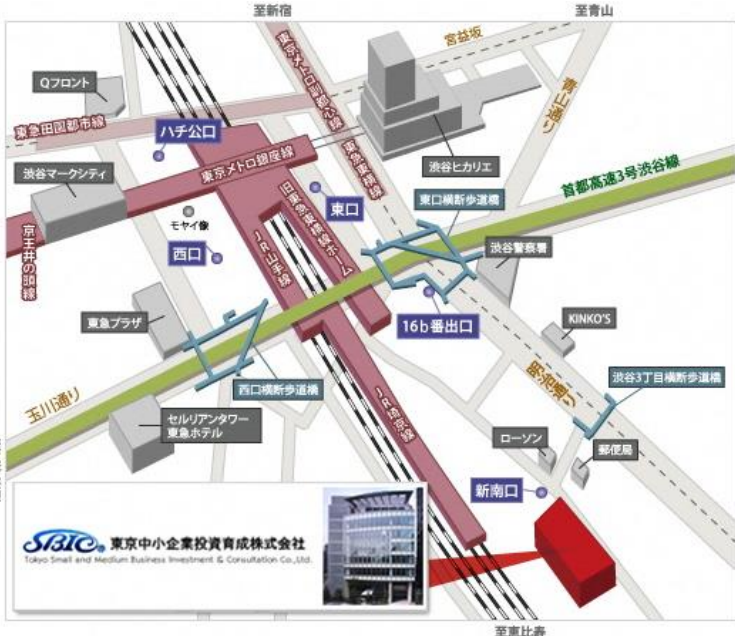 至新宿
至青山
宮益坂
Qフロント
東京メトロ副都心線
青山通り
東急田園都市線
ハチ公口
渋谷マークシティ
東京メトロ銀座線
東急東横線
渋谷ヒカリエ
首都高速3号渋谷線
旧東急東横線ホーム
東口
東口横断歩道橋
モヤイ像
京王井の頭線
西口
JR山手線
渋谷警察署
東急プラザ
16b番出口
KINKO'S
西口横断歩道橋
明治通り
渋谷3丁目横断歩道橋
玉川通り
セルリアンタワー
東急ホテル
JR埼京線
ローソン
郵便局
新南口
SBIC® 東京中小企業投資育成株式会社
Tokyo Small and Medium Business Investment & Consultation Co.,Ltd.
至恵比寿